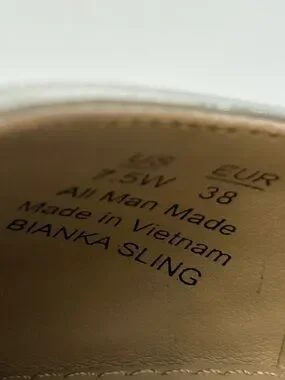 US EUR
7.5W 38
All Man Made
Made in Vietnam
BIANKA SLING